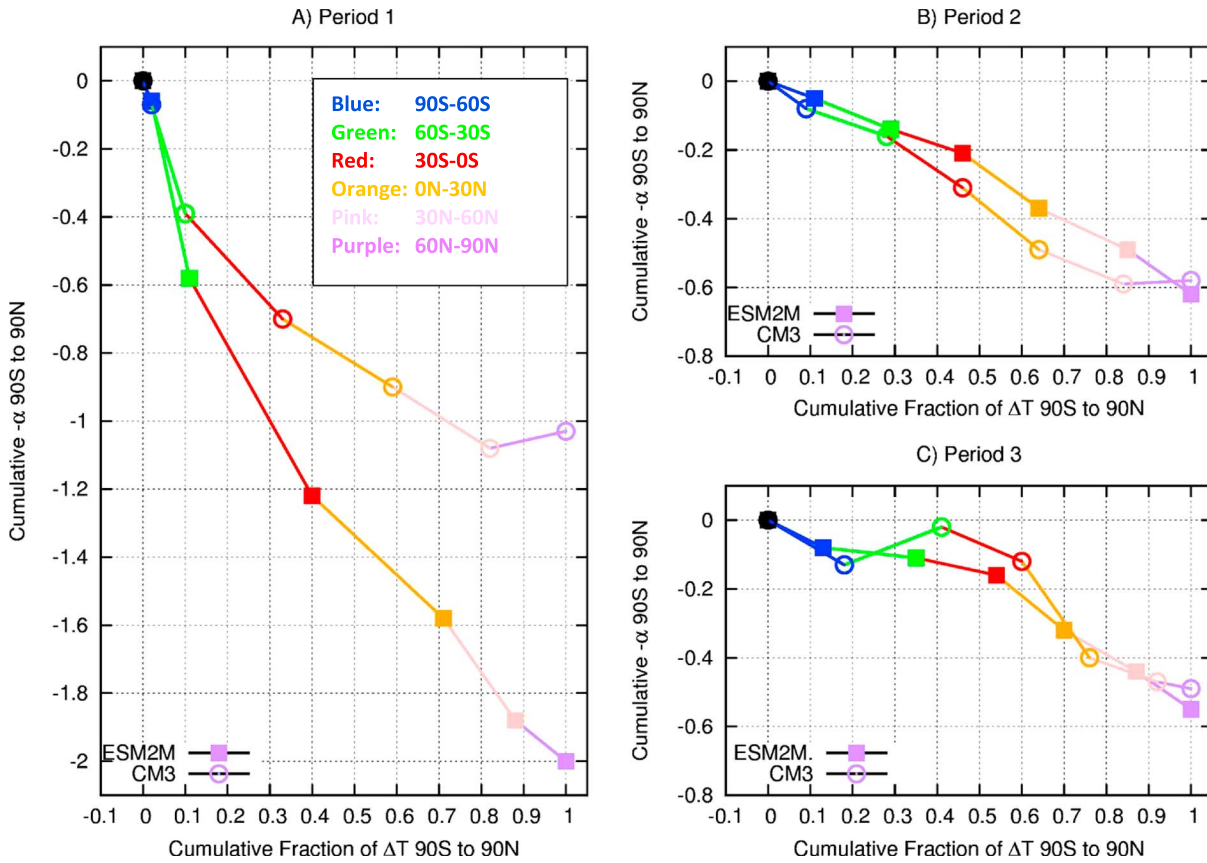 A) Period 1
0
-0.2
-0.4
-0.6
-0.8
-1
-1.2
-1.4
-1.6
-1.8
-2
Cumulative -α 90S to 90N
Blue: 90S-60S
Green: 60S-30S
Red: 30S-0S
Orange: 0N-30N
Pink: 30N-60N
Purple: 60N-90N
ESM2M
CM3
-0.1 0 0.1 0.2 0.3 0.4 0.5 0.6 0.7 0.8 0.9 1
Cumulative Fraction of ΔT 90S to 90N
B) Period 2
0
-0.2
-0.4
-0.6
-0.8
Cumulative -α 90S to 90N
ESM2M
CM3
-0.1 0 0.1 0.2 0.3 0.4 0.5 0.6 0.7 0.8 0.9 1
Cumulative Fraction of ΔT 90S to 90N
C) Period 3
0
-0.2
-0.4
-0.6
-0.8
Cumulative -α 90S to 90N
ESM2M.
CM3
-0.1 0 0.1 0.2 0.3 0.4 0.5 0.6 0.7 0.8 0.9 1
Cumulative Fraction of ΔT 90S to 90N